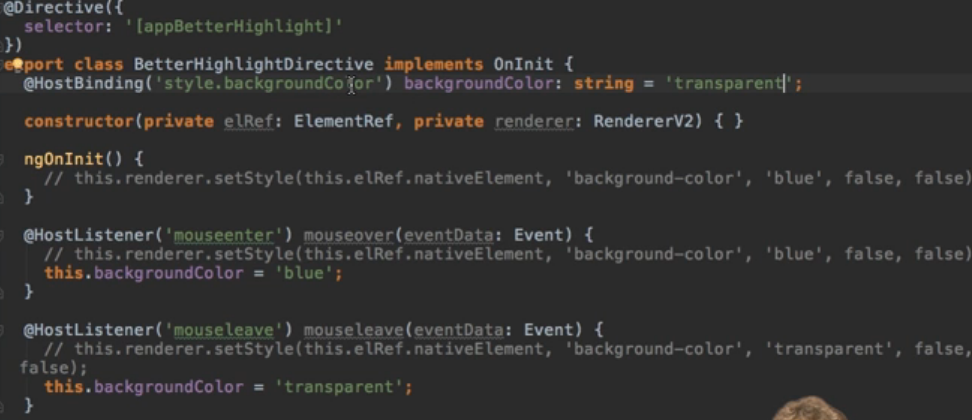 @Directive({
selector: '[appBetterHighlight]'
})
export class BetterHighlightDirective implements OnInit {
@HostBinding('style.backgroundColor') backgroundColor: string = 'transparent';
constructor(private elRef: ElementRef, private renderer: RendererV2) { }
ngOnInit() {
// this.renderer.setStyle(this.elRef.nativeElement, 'background-color', 'blue', false, false)
}
@HostListener('mouseenter') mouseover(eventData: Event) {
// this.renderer.setStyle(this.elRef.nativeElement, 'background-color', 'blue', false, false)
this.backgroundColor = 'blue';
}
@HostListener('mouseleave') mouseleave(eventData: Event) {
// this.renderer.setStyle(this.elRef.nativeElement, 'background-color', 'transparent', false,
false);
this.backgroundColor = 'transparent';
}